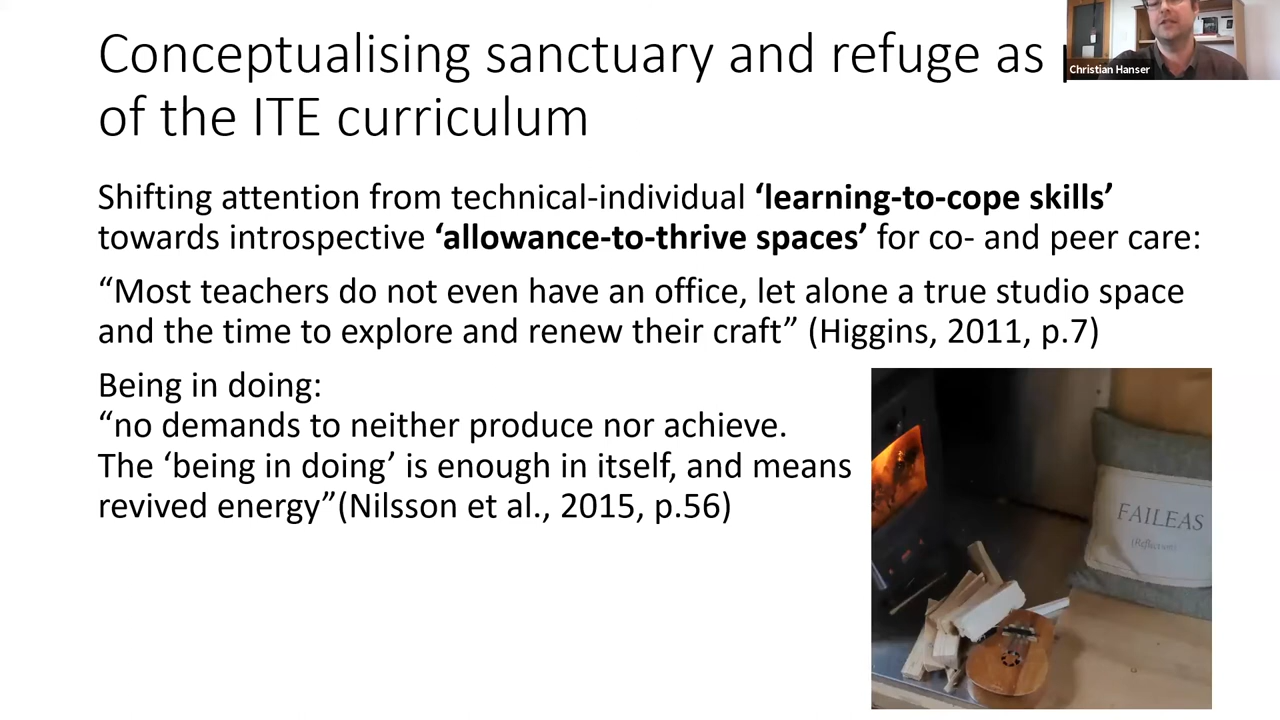 Conceptualising sanctuary and refuge as
of the ITE curriculum
Christian Hanser
Shifting attention from technical-individual ‘learning-to-cope skills’
towards introspective ‘allowance-to-thrive spaces’ for co- and peer care:
“Most teachers do not even have an office, let alone a true studio space
and the time to explore and renew their craft” (Higgins, 2011, p.7)
Being in doing:
“no demands to neither produce nor achieve.
The ‘being in doing’ is enough in itself, and means
revived energy”(Nilsson et al., 2015, p.56)
FAILEAS
(Reflection)